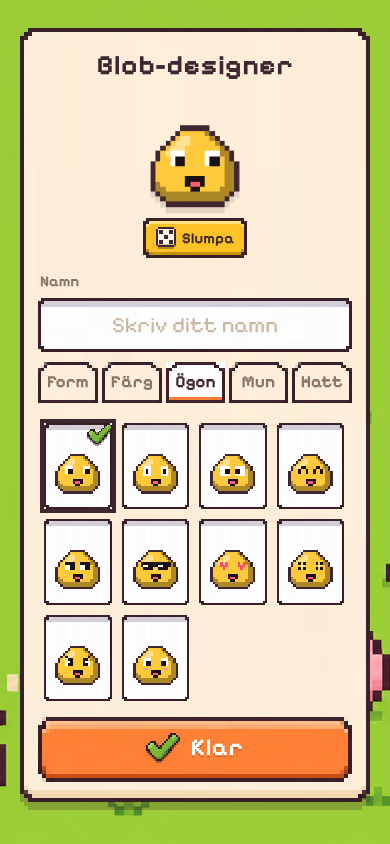 Blob-designer
Slumpa
Namn
Skriv ditt namn
Form Färg Ögon Mun Hatt
Klar